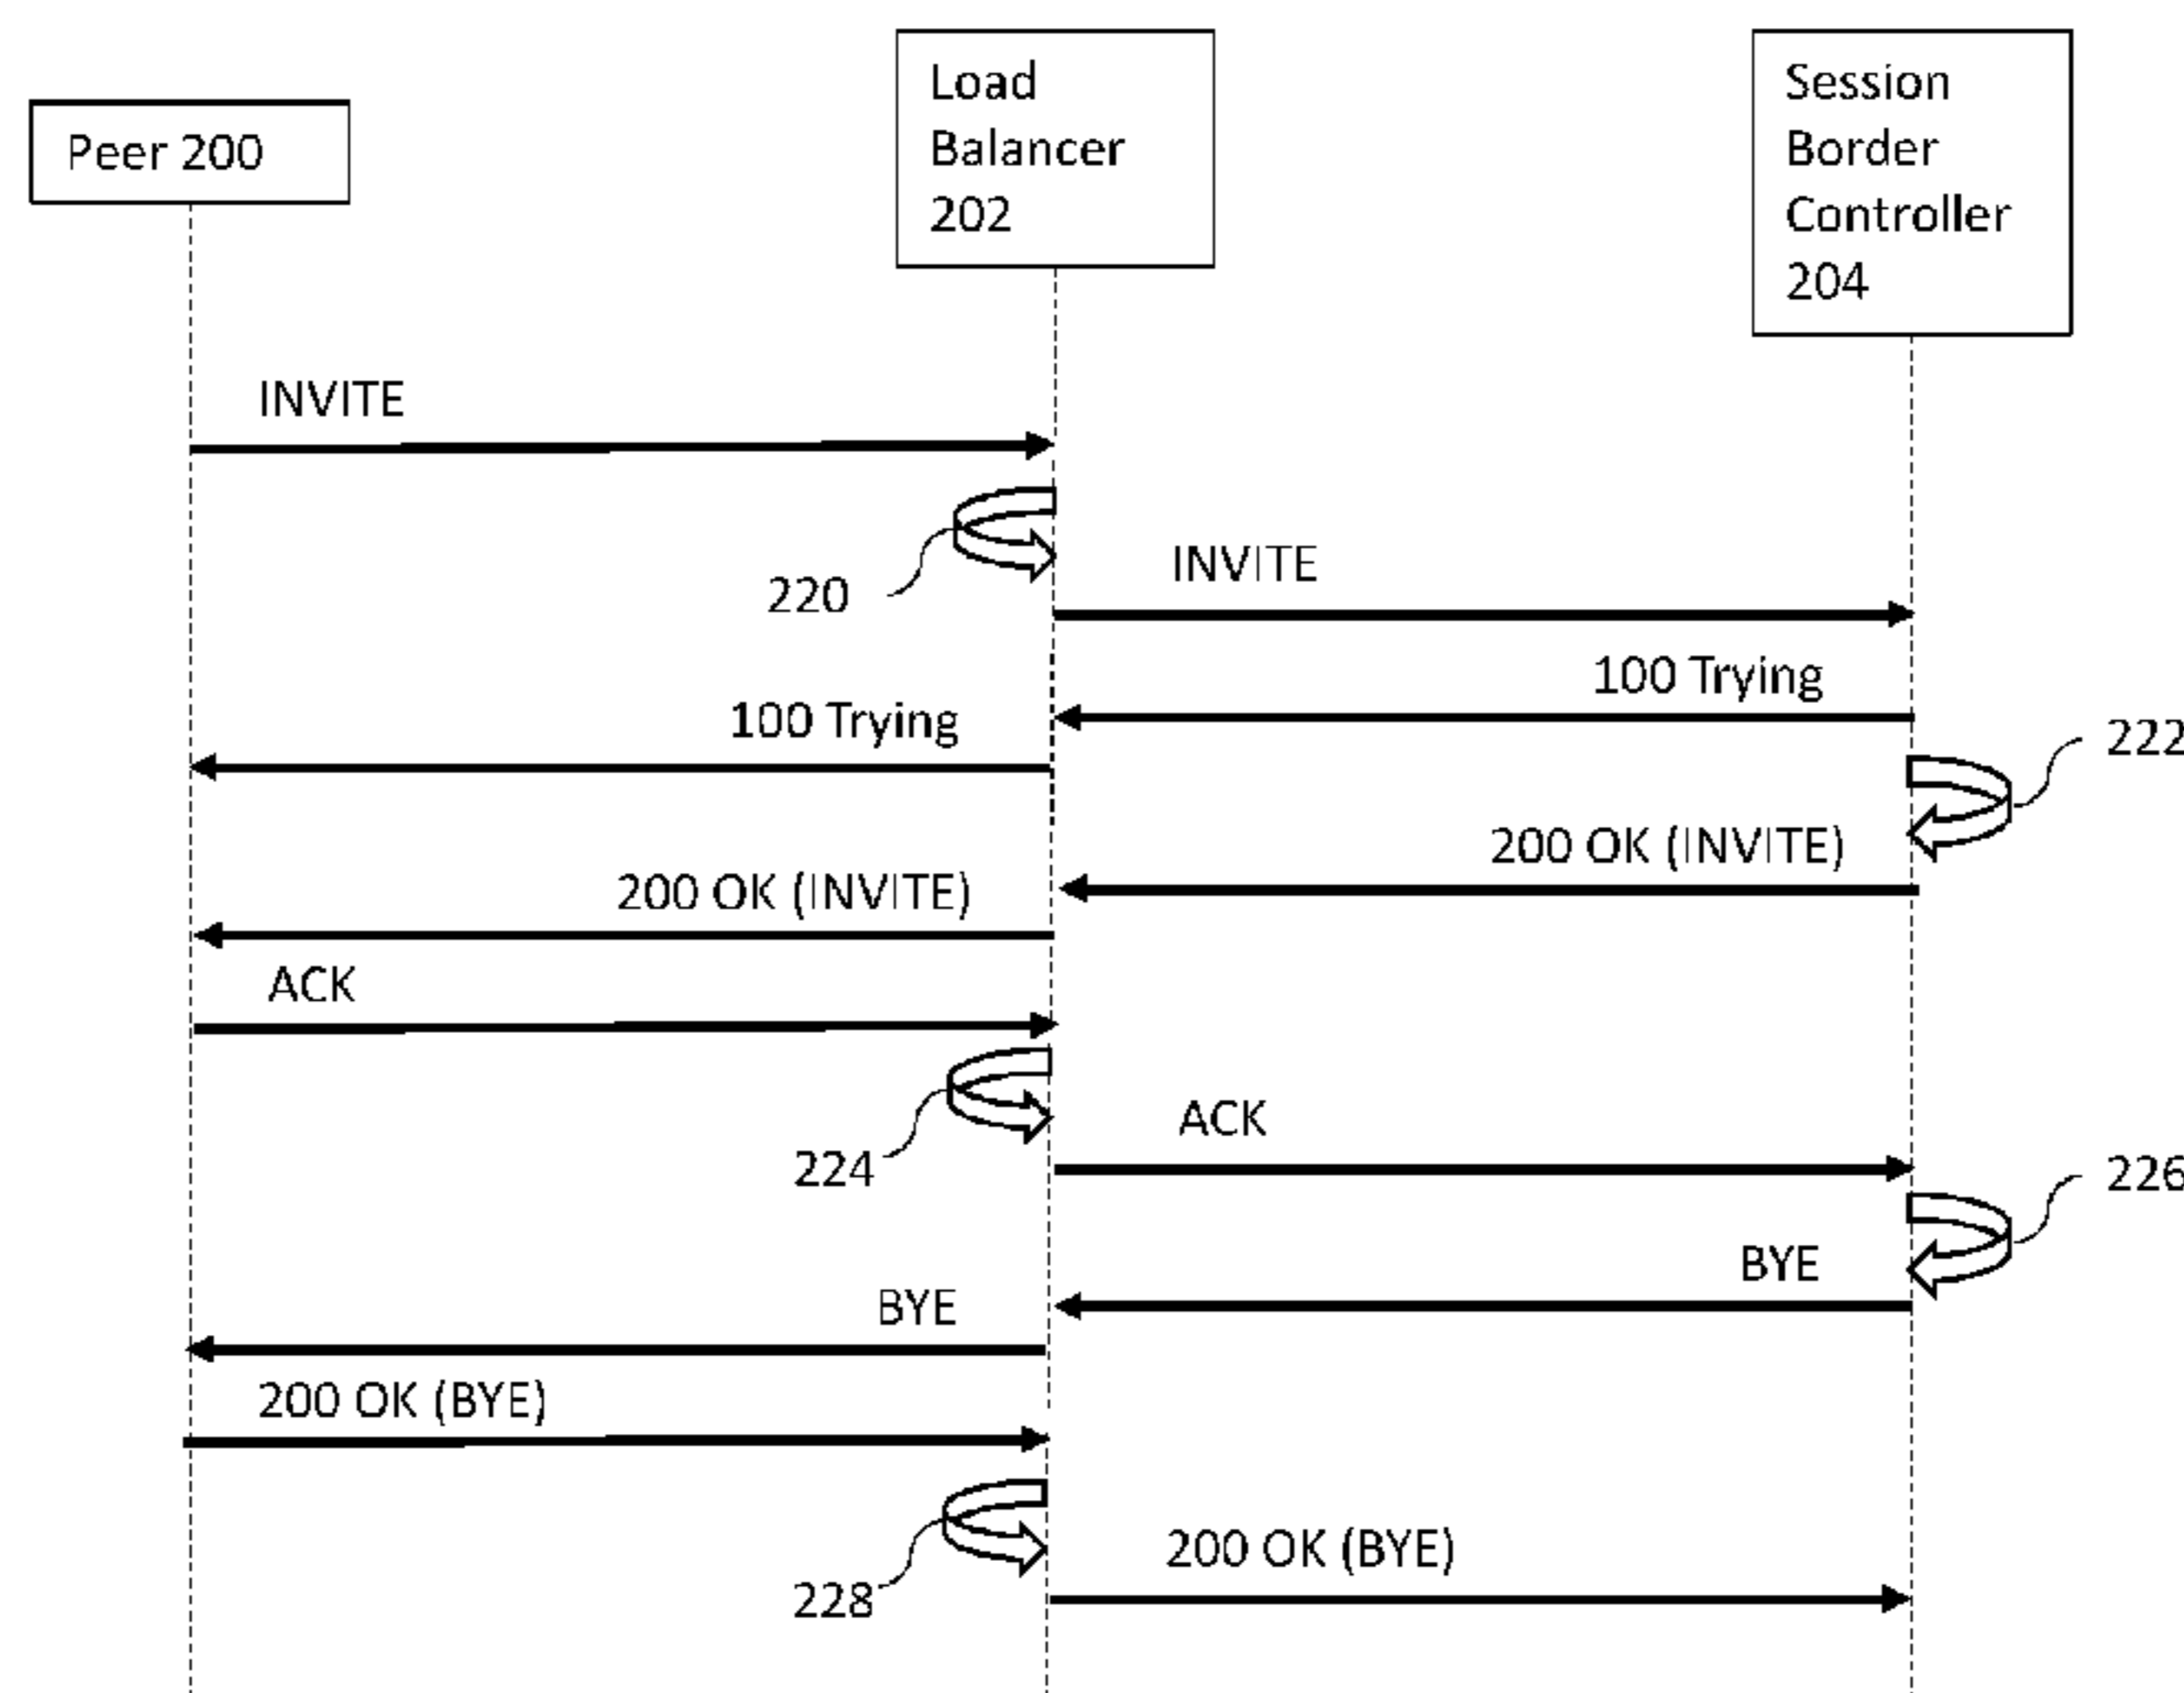 Peer 200
Load
Balancer
202
Session
Border
Controller
204
INVITE
220
INVITE
100 Trying
100 Trying
222
200 OK (INVITE)
200 OK (INVITE)
ACK
224
ACK
226
BYE
BYE
200 OK (BYE)
228
200 OK (BYE)